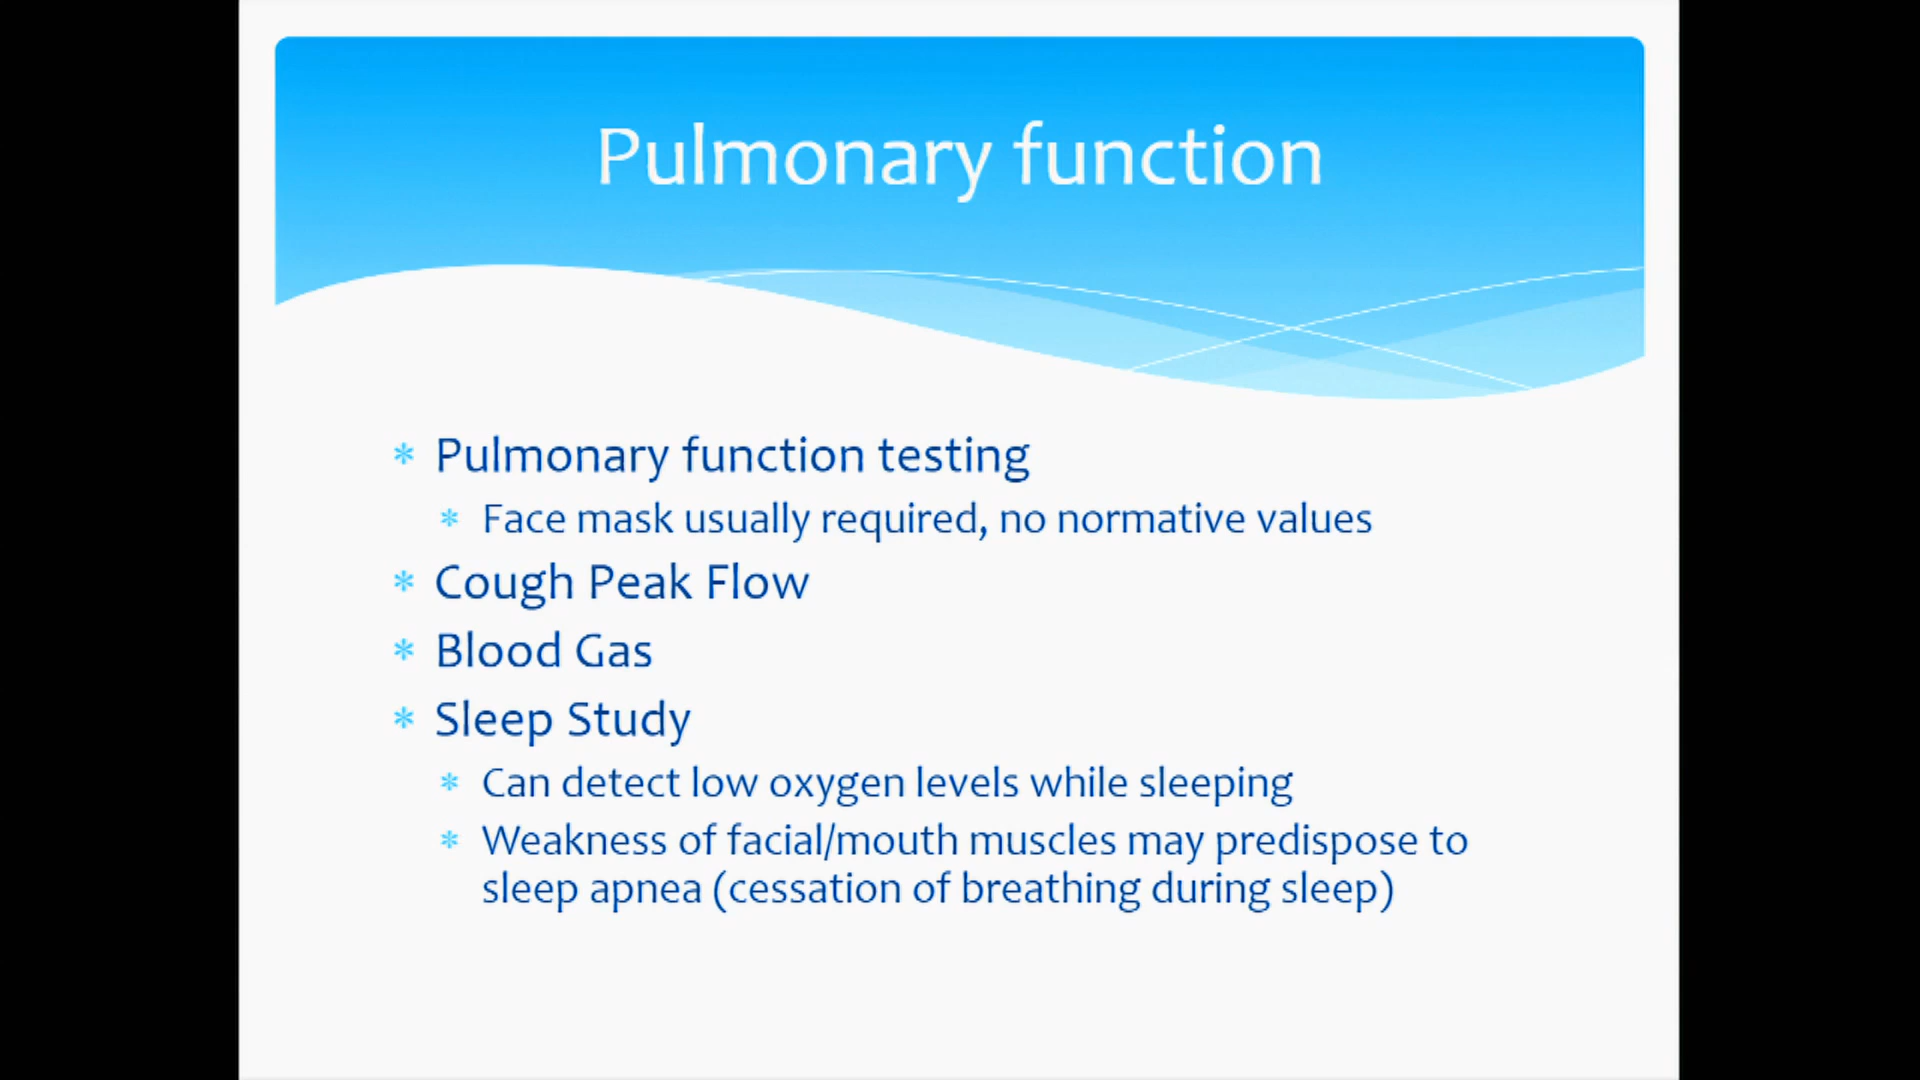 Pulmonary function
* Pulmonary function testing
* Face mask usually required, no normative values
* Cough Peak Flow
* Blood Gas
* Sleep Study
* Can detect low oxygen levels while sleeping
* Weakness of facial/mouth muscles may predispose to
sleep apnea (cessation of breathing during sleep)